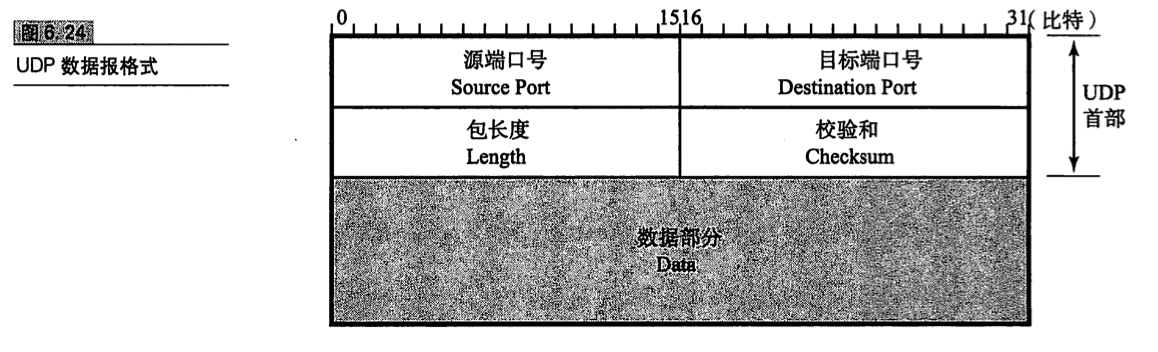 图 6.24
UDP 数据报格式
0 1516 31(比特)
源端口号
Source Port
目标端口号
Destination Port
包长度
Length
校验和
Checksum
UDP
首部
数据部分
Data